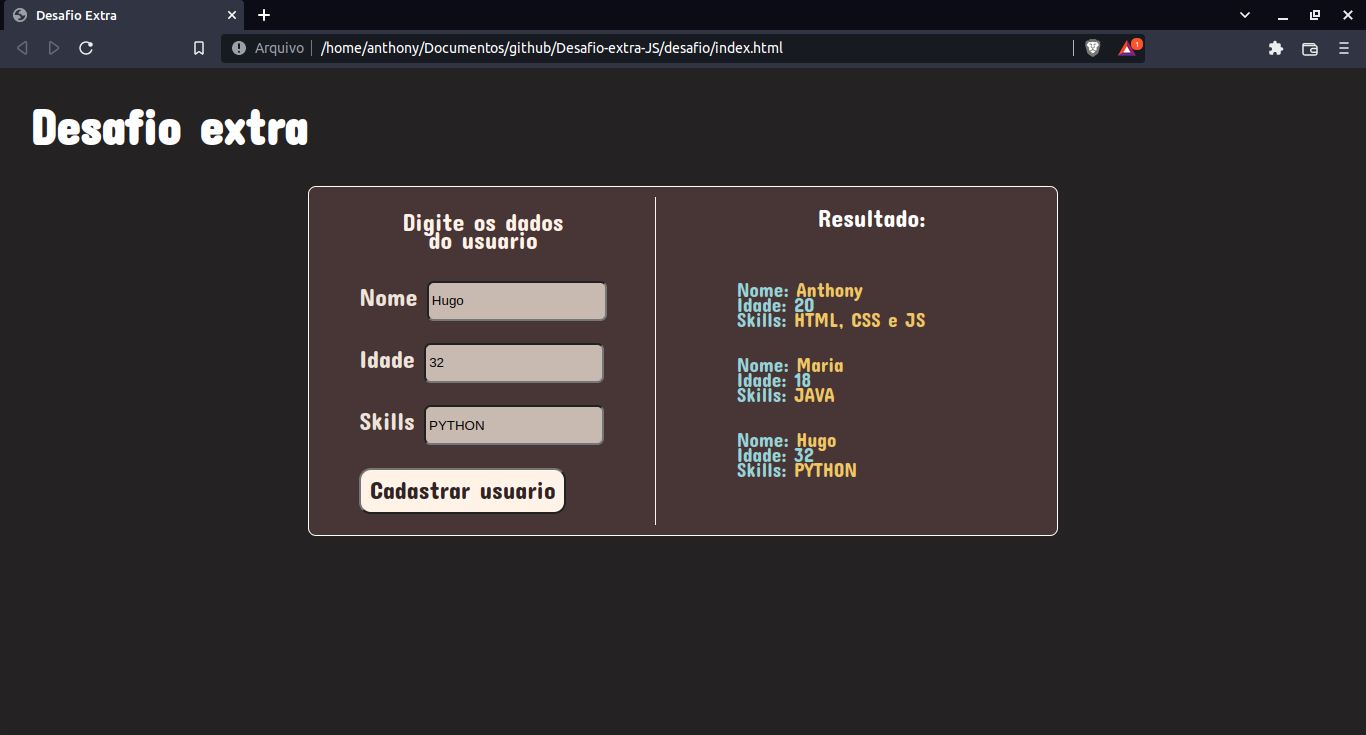 Desafio Extra
Arquivo /home/anthony/Documentos/github/Desafio-extra-JS/desafio/index.html
1
Desafio extra
Digite os dados
do usuario
Nome Hugo
Idade 32
Skills PYTHON
Cadastrar usuario
Resultado:
Nome: Anthony
Idade: 20
Skills: HTML, CSS e JS
Nome: Maria
Idade: 18
Skills: JAVA
Nome: Hugo
Idade: 32
Skills: PYTHON